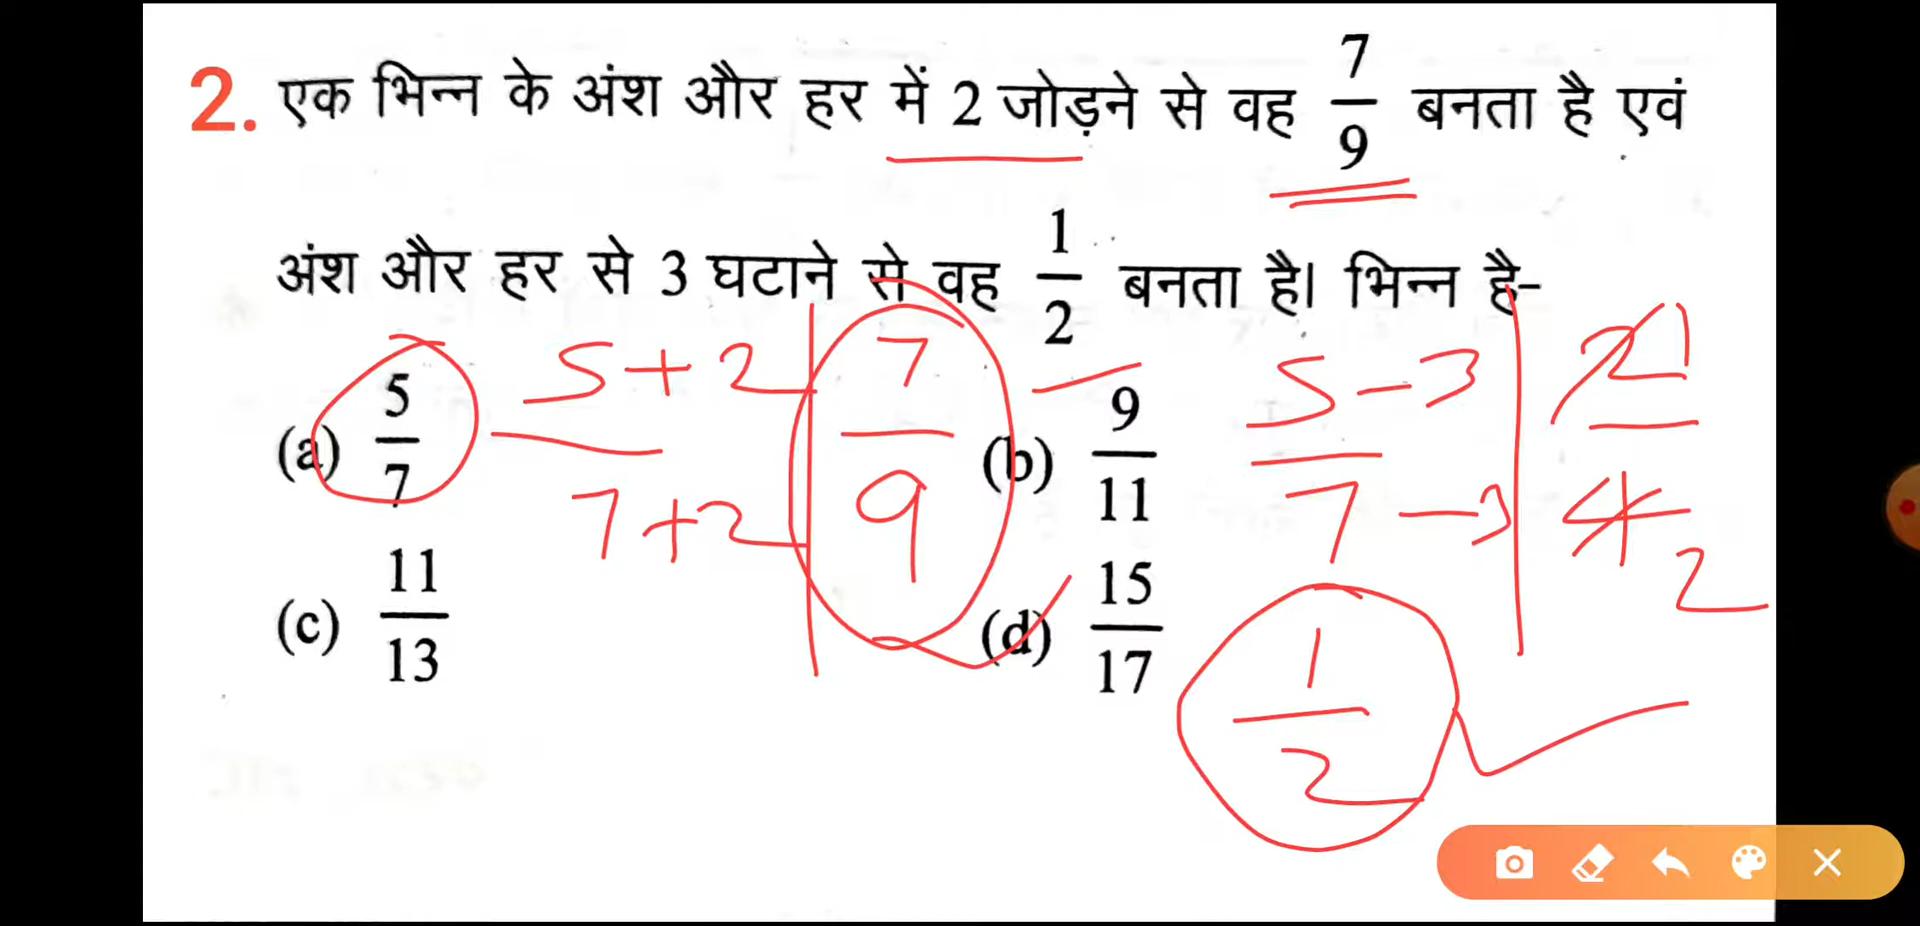 2. एक भिन्न के अंश और हर में 2 जोड़ने से वह 7/9 बनता है एवं
अंश और हर से 3 घटाने से वह 1/2 बनता है। भिन्न है-
(a) 5/7 (b) 9/11
(c) 11/13 (d) 15/17
5+2 / 7+2
7/9
5-3 / 7-3
2 1 / 4 2
1/2